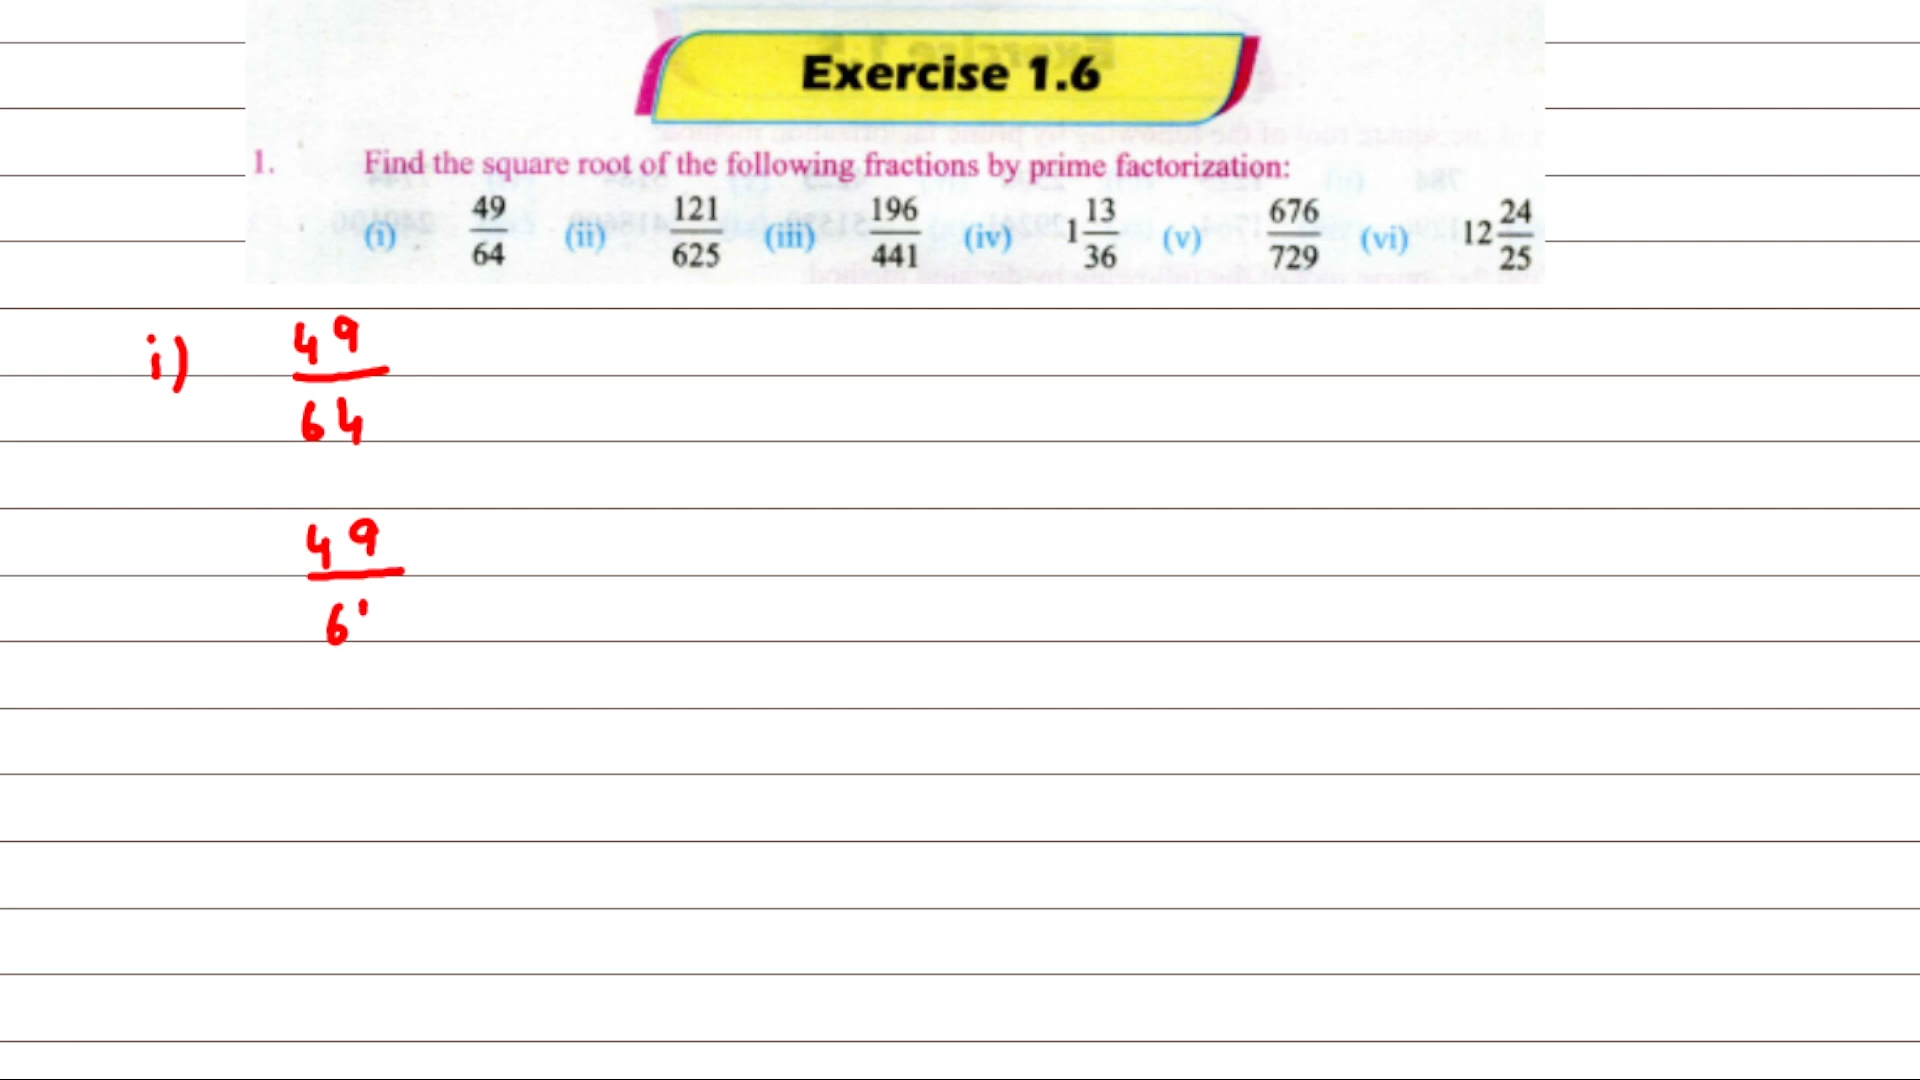 Exercise 1.6
1. Find the square root of the following fractions by prime factorization:
(i) 49/64 (ii) 121/625 (iii) 196/441 (iv) 1 13/36 (v) 676/729 (vi) 12 24/25
i) 49/64
49/6